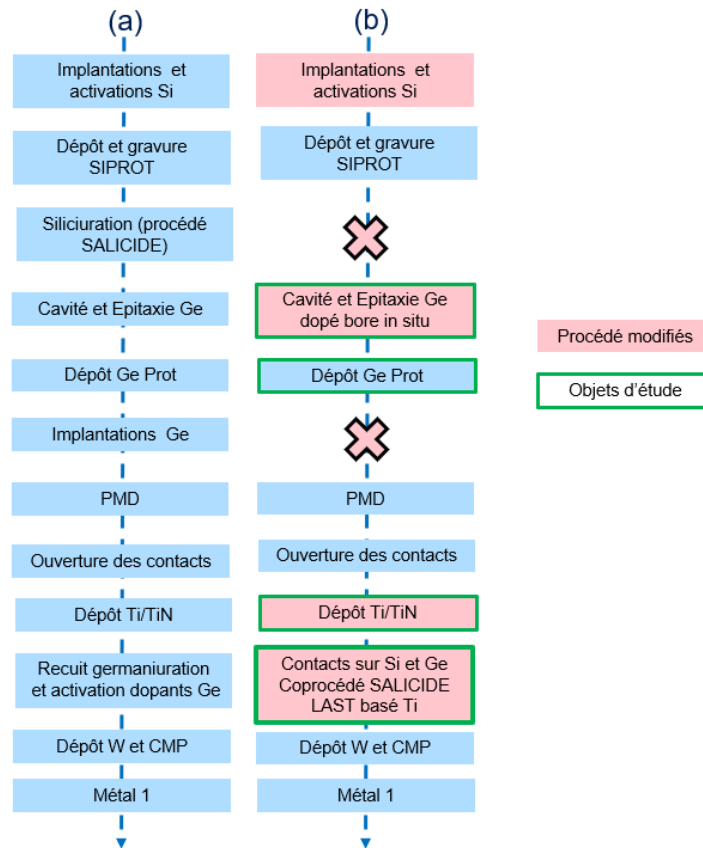 (a)
Implantations et
activations Si
Dépôt et gravure
SIPROT
Siliciuration (procédé
SALICIDE)
Cavité et Epitaxie Ge
Dépôt Ge Prot
Implantations Ge
PMD
Ouverture des contacts
Dépôt Ti/TiN
Recuit germaniuration
et activation dopants Ge
Dépôt W et CMP
Métal 1
(b)
Implantations et
activations Si
Dépôt et gravure
SIPROT
Cavité et Epitaxie Ge
dopé bore in situ
Dépôt Ge Prot
PMD
Ouverture des contacts
Dépôt Ti/TiN
Contacts sur Si et Ge
Coprocédé SALICIDE
LAST basé Ti
Dépôt W et CMP
Métal 1
Procédé modifiés
Objets d'étude